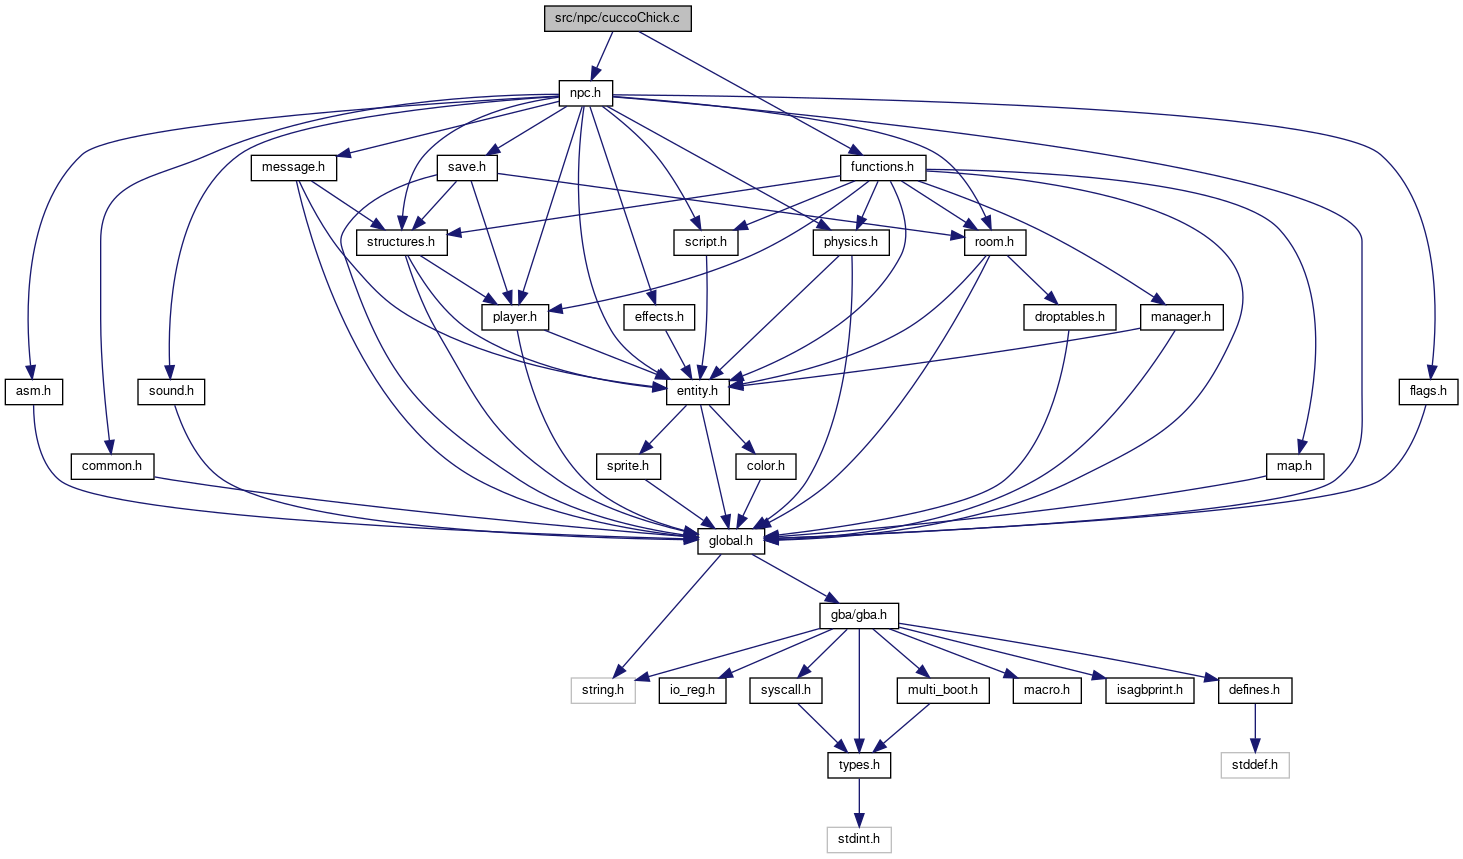 src/npc/cuccoChick.c
npc.h
message.h
save.h
functions.h
structures.h
script.h
physics.h
room.h
player.h
effects.h
droptables.h
manager.h
asm.h
sound.h
entity.h
flags.h
common.h
sprite.h
color.h
map.h
global.h
gba/gba.h
string.h
io_reg.h
syscall.h
multi_boot.h
macro.h
isagbprint.h
defines.h
types.h
stddef.h
stdint.h